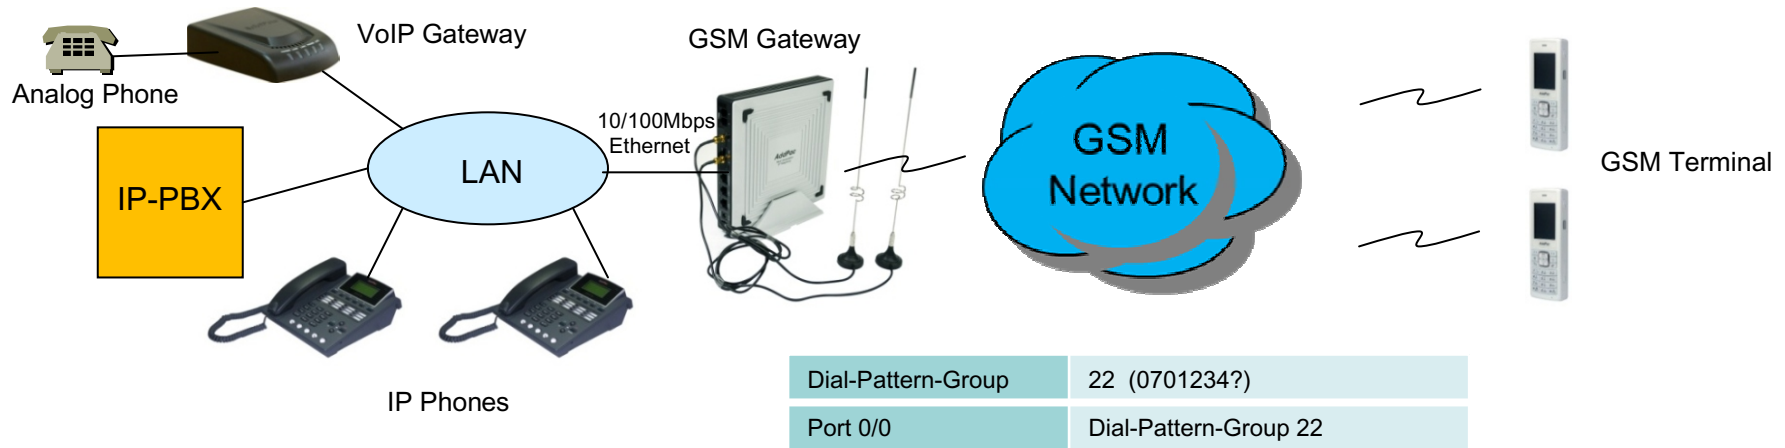 VoIP Gateway
GSM Gateway
Analog Phone
10/100Mbps
Ethernet
AddPac
GSM
Network
IP-PBX
LAN
GSM Terminal
IP Phones
Dial-Pattern-Group 22 (0701234?)
Port 0/0 Dial-Pattern-Group 22